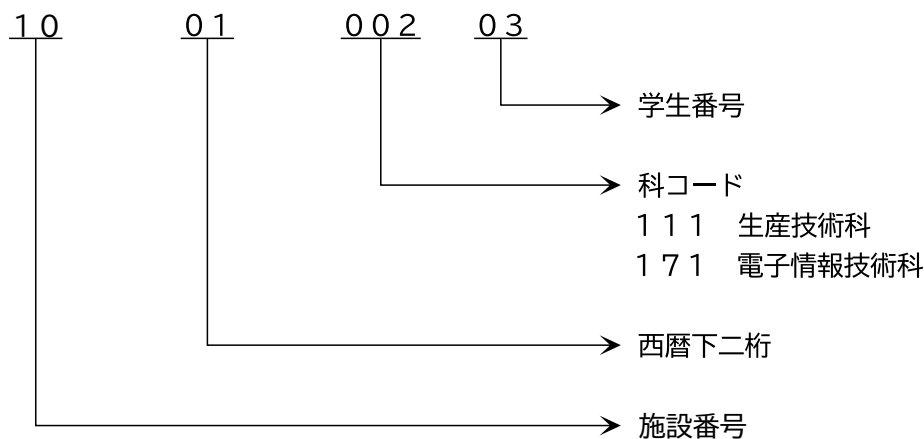 １０　０１　００２　０３
学生番号
科コード
１１１　生産技術科
１７１　電子情報技術科
西暦下二桁
施設番号